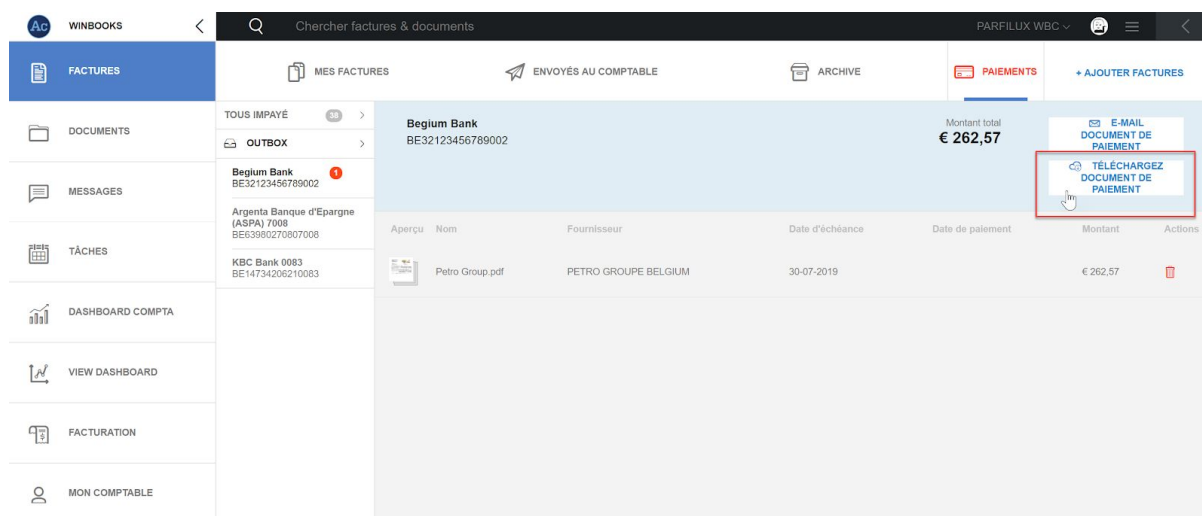 Ac WINBOOKS
Chercher factures & documents
PARFILUX WBC
FACTURES
MES FACTURES
ENVOYÉS AU COMPTABLE
ARCHIVE
PAIEMENTS
+ AJOUTER FACTURES
DOCUMENTS
MESSAGES
TÂCHES
DASHBOARD COMPTA
VIEW DASHBOARD
FACTURATION
MON COMPTABLE
TOUS IMPAYÉ 38
OUTBOX
Begium Bank 1
BE32123456789002
Argenta Banque d'Epargne
(ASPA) 7008
BE63980270807008
KBC Bank 0083
BE14734206210083
Begium Bank
BE32123456789002
Montant total
€ 262,57
E-MAIL
DOCUMENT DE
PAIEMENT
TÉLÉCHARGEZ
DOCUMENT DE
PAIEMENT
Aperçu Nom Fournisseur Date d'échéance Date de paiement Montant Actions
Petro Group.pdf PETRO GROUPE BELGIUM 30-07-2019 € 262,57